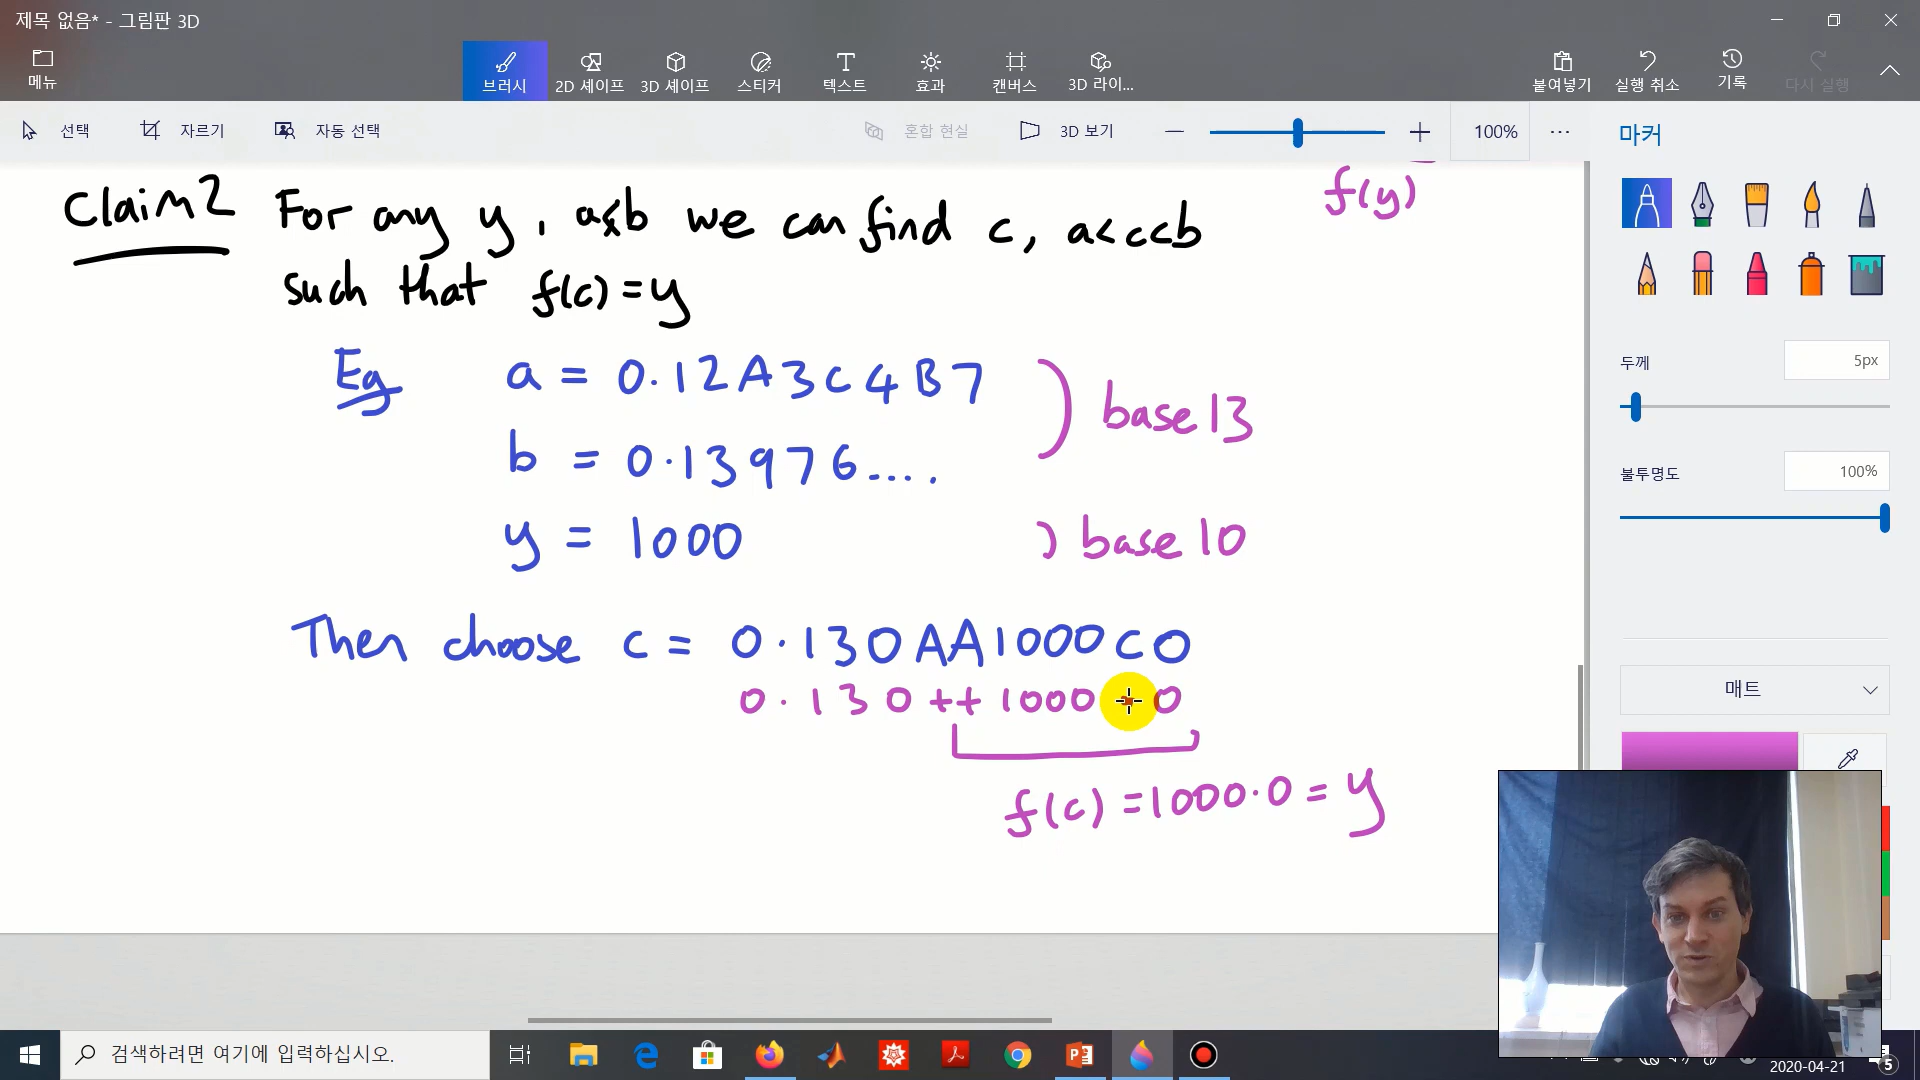 제목 없음* - 그림판 3D
메뉴
브러시
2D 셰이프
3D 셰이프
스티커
텍스트
효과
캔버스
3D 라이...
붙여넣기
실행 취소
기록
다시 실행
선택
자르기
자동 선택
혼합 현실
3D 보기
100%
마커
f(y)
Claim 2 For any y, a<b we can find c, a<c<b
such that f(c) = y
Eg a = 0.12A3C4B7
b = 0.13976....
base 13
y = 1000
base 10
Then choose c = 0.130AA1000C0
0.130++1000 0
f(c) = 1000.0 = y
두께
5px
불투명도
100%
매트
검색하려면 여기에 입력하십시오.
2020-04-21
5